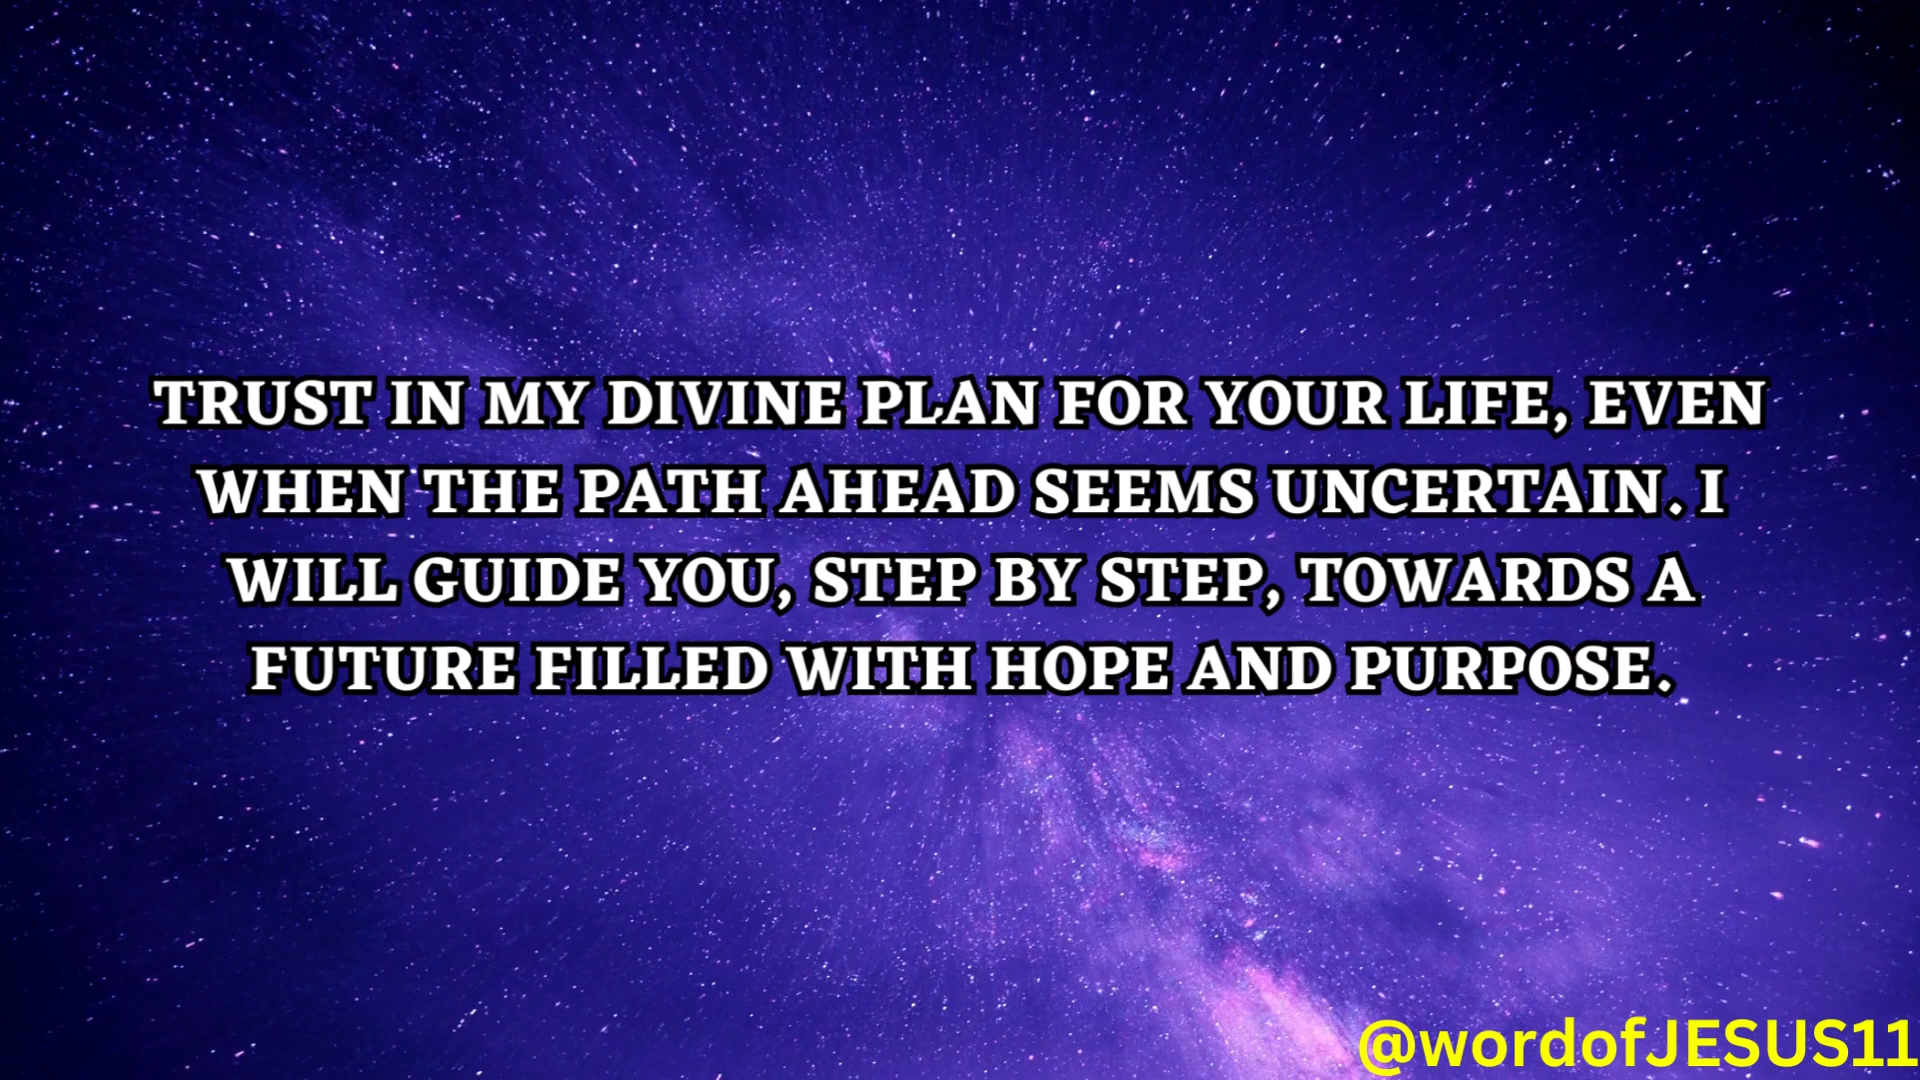 TRUST IN MY DIVINE PLAN FOR YOUR LIFE, EVEN
WHEN THE PATH AHEAD SEEMS UNCERTAIN. I
WILL GUIDE YOU, STEP BY STEP, TOWARDS A
FUTURE FILLED WITH HOPE AND PURPOSE.
@wordofJESUS11